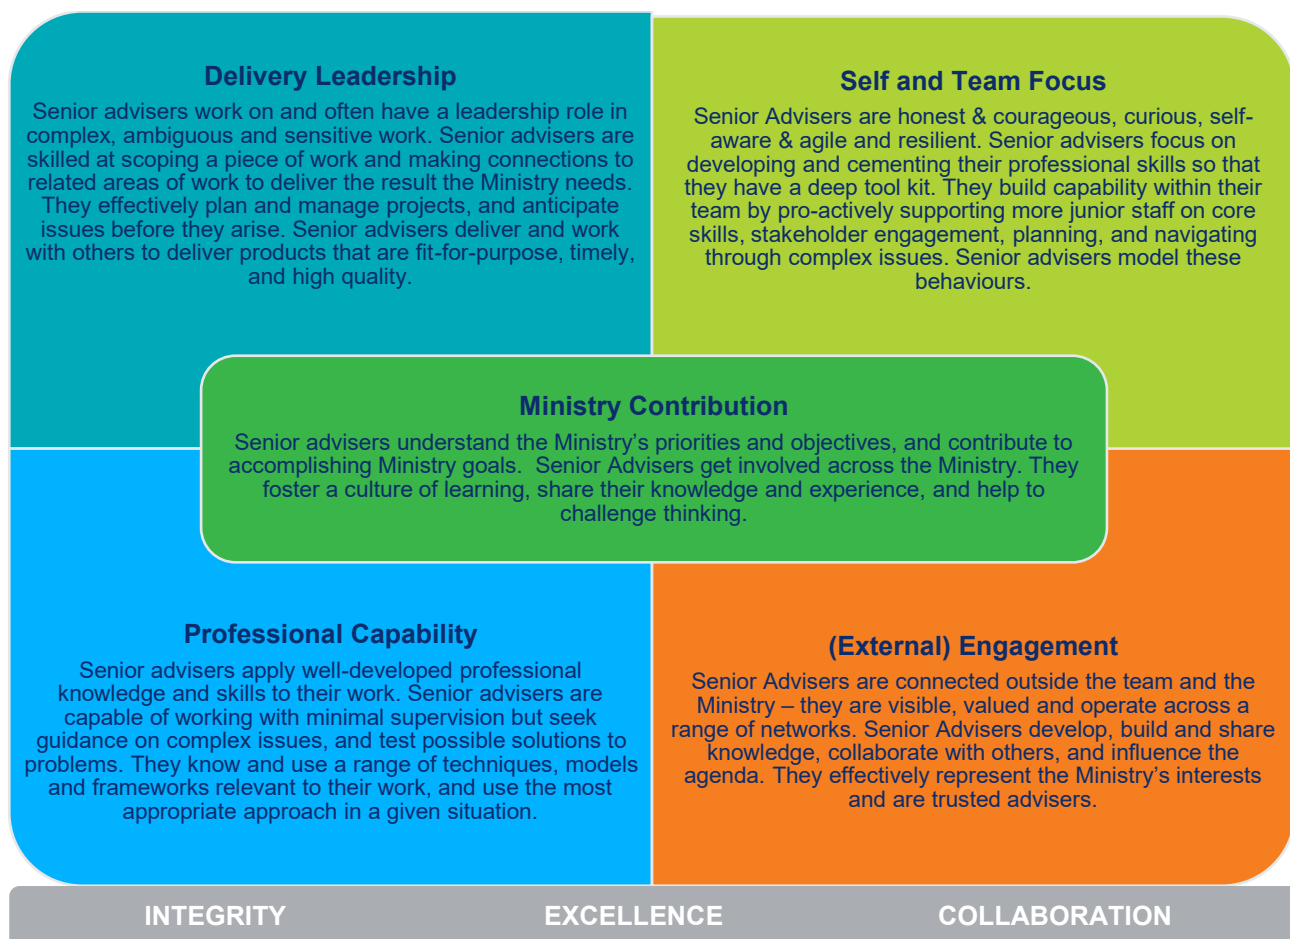 Delivery Leadership
Senior advisers work on and often have a leadership role in
complex, ambiguous and sensitive work. Senior advisers are
skilled at scoping a piece of work and making connections to
related areas of work to deliver the result the Ministry needs.
They effectively plan and manage projects, and anticipate
issues before they arise. Senior advisers deliver and work
with others to deliver products that are fit-for-purpose, timely,
and high quality.
Self and Team Focus
Senior Advisers are honest & courageous, curious, self-
aware & agile and resilient. Senior advisers focus on
developing and cementing their professional skills so that
they have a deep tool kit. They build capability within their
team by pro-actively supporting more junior staff on core
skills, stakeholder engagement, planning, and navigating
through complex issues. Senior advisers model these
behaviours.
Ministry Contribution
Senior advisers understand the Ministry’s priorities and objectives, and contribute to
accomplishing Ministry goals.  Senior Advisers get involved across the Ministry. They
foster a culture of learning, share their knowledge and experience, and help to
challenge thinking.
Professional Capability
Senior advisers apply well-developed professional
knowledge and skills to their work. Senior advisers are
capable of working with minimal supervision but seek
guidance on complex issues, and test possible solutions to
problems. They know and use a range of techniques, models
and frameworks relevant to their work, and use the most
appropriate approach in a given situation.
(External) Engagement
Senior Advisers are connected outside the team and the
Ministry – they are visible, valued and operate across a
range of networks. Senior Advisers develop, build and share
knowledge, collaborate with others, and influence the
agenda. They effectively represent the Ministry’s interests
and are trusted advisers.
INTEGRITY EXCELLENCE COLLABORATION